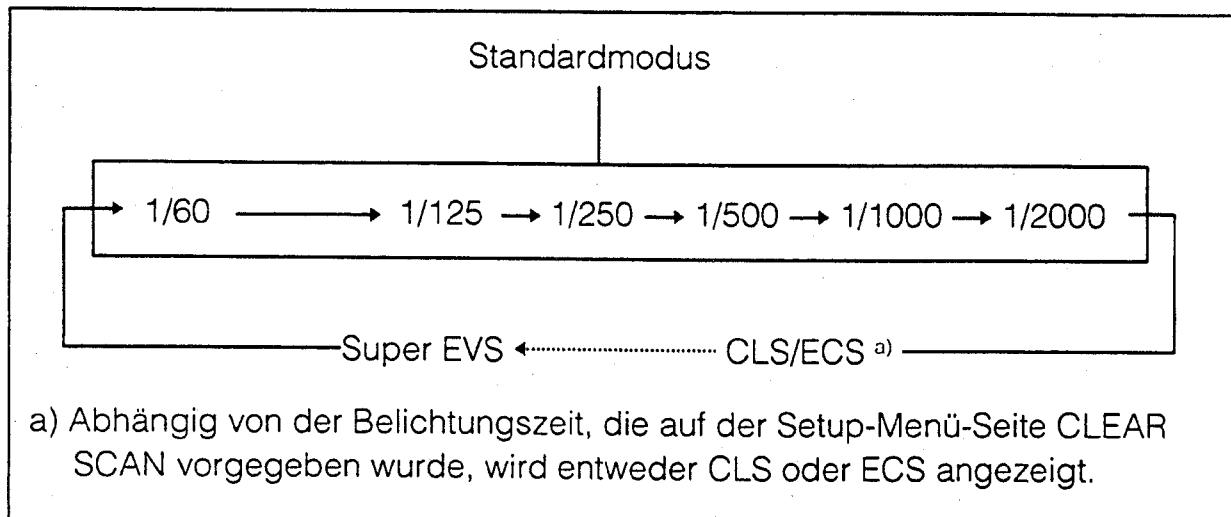 Standardmodus
1/60 → 1/125 → 1/250 → 1/500 → 1/1000 → 1/2000
Super EVS ◄ CLS/ECS a)
a) Abhängig von der Belichtungszeit, die auf der Setup-Menü-Seite CLEAR
SCAN vorgegeben wurde, wird entweder CLS oder ECS angezeigt.